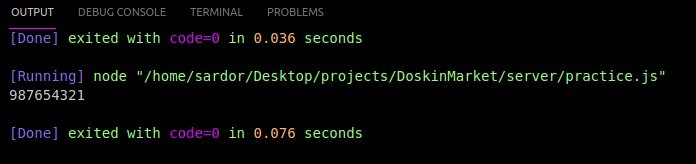 OUTPUT DEBUG CONSOLE TERMINAL PROBLEMS
[Done] exited with code=0 in 0.036 seconds
[Running] node "/home/sardor/Desktop/projects/DoskinMarket/server/practice.js"
987654321
[Done] exited with code=0 in 0.076 seconds